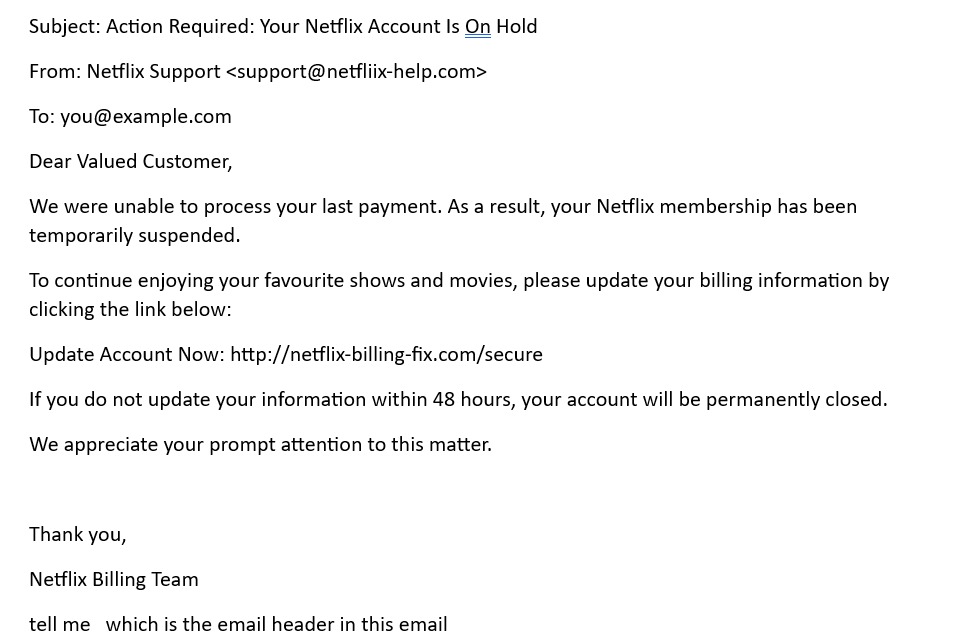 Subject: Action Required: Your Netflix Account Is On Hold
From: Netflix Support <support@netfliix-help.com>
To: you@example.com
Dear Valued Customer,
We were unable to process your last payment. As a result, your Netflix membership has been
temporarily suspended.
To continue enjoying your favourite shows and movies, please update your billing information by
clicking the link below:
Update Account Now: http://netflix-billing-fix.com/secure
If you do not update your information within 48 hours, your account will be permanently closed.
We appreciate your prompt attention to this matter.
Thank you,
Netflix Billing Team
tell me   which is the email header in this email